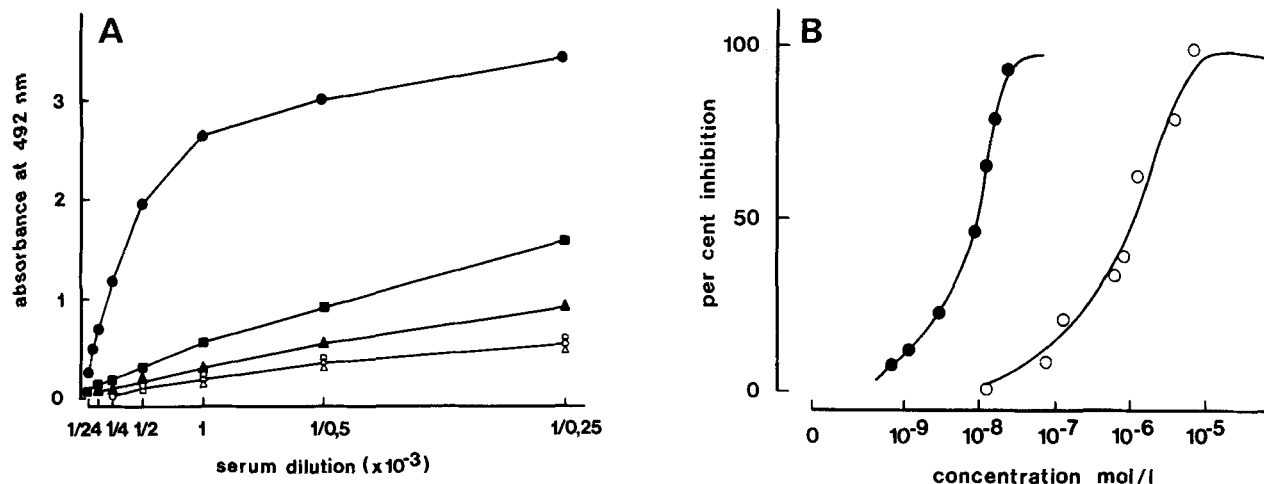 A
absorbance at 492 nm
3
2
1
0
1/24 1/4 1/2 1 1/0,5 1/0,25
serum dilution (x10-3)
B
per cent inhibition
100
50
0
0 10-9 10-8 10-7 10-6 10-5
concentration mol/l